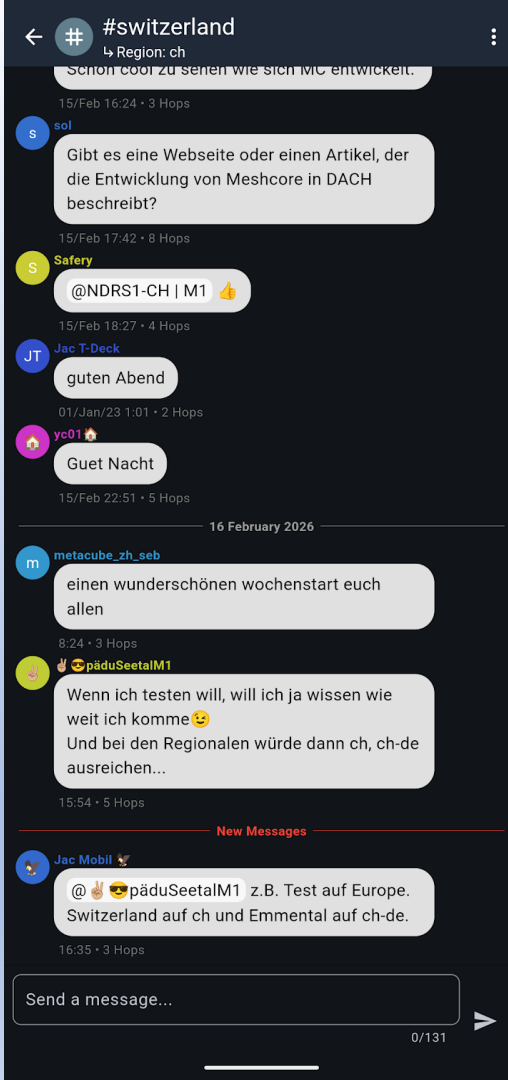 #switzerland
↳ Region: ch
Schon cool zu sehen wie sich MC entwickelt.
15/Feb 16:24 • 3 Hops
s
sol
Gibt es eine Webseite oder einen Artikel, der
die Entwicklung von Meshcore in DACH
beschreibt?
15/Feb 17:42 • 8 Hops
S
Safery
@NDRS1-CH | M1 👍
15/Feb 18:27 • 4 Hops
JT
Jac T-Deck
guten Abend
01/Jan/23 1:01 • 2 Hops
yc01🏠
Guet Nacht
15/Feb 22:51 • 5 Hops
16 February 2026
m
metacube_zh_seb
einen wunderschönen wochenstart euch
allen
8:24 • 3 Hops
✌🏼😎päduSeetalM1
Wenn ich testen will, will ich ja wissen wie
weit ich komme😉
Und bei den Regionalen würde dann ch, ch-de
ausreichen...
15:54 • 5 Hops
New Messages
Jac Mobil 🦅
@✌🏼😎päduSeetalM1 z.B. Test auf Europe.
Switzerland auf ch und Emmental auf ch-de.
16:35 • 3 Hops
Send a message...
0/131